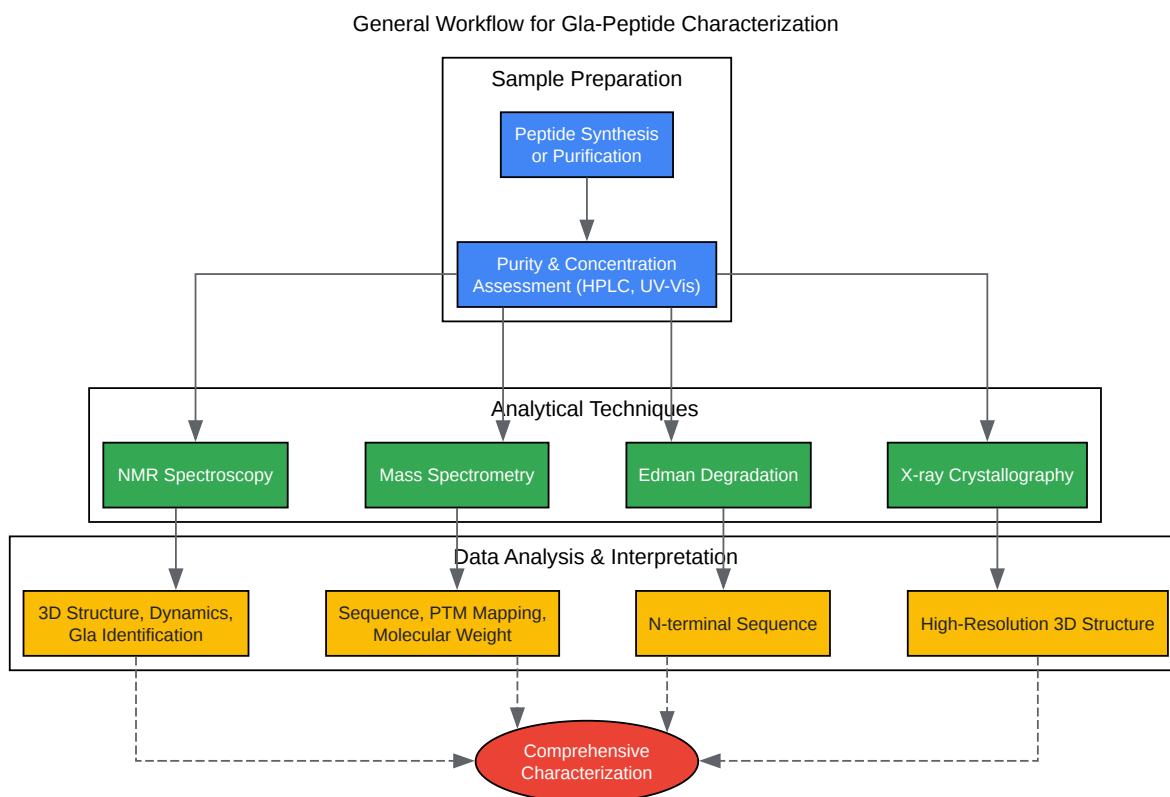 General Workflow for Gla-Peptide Characterization
Sample Preparation
Peptide Synthesis
or Purification
Purity & Concentration
Assessment (HPLC, UV-Vis)
Analytical Techniques
NMR Spectroscopy
Mass Spectrometry
Edman Degradation
X-ray Crystallography
Data Analysis & Interpretation
3D Structure, Dynamics,
Gla Identification
Sequence, PTM Mapping,
Molecular Weight
N-terminal Sequence
High-Resolution 3D Structure
Comprehensive
Characterization